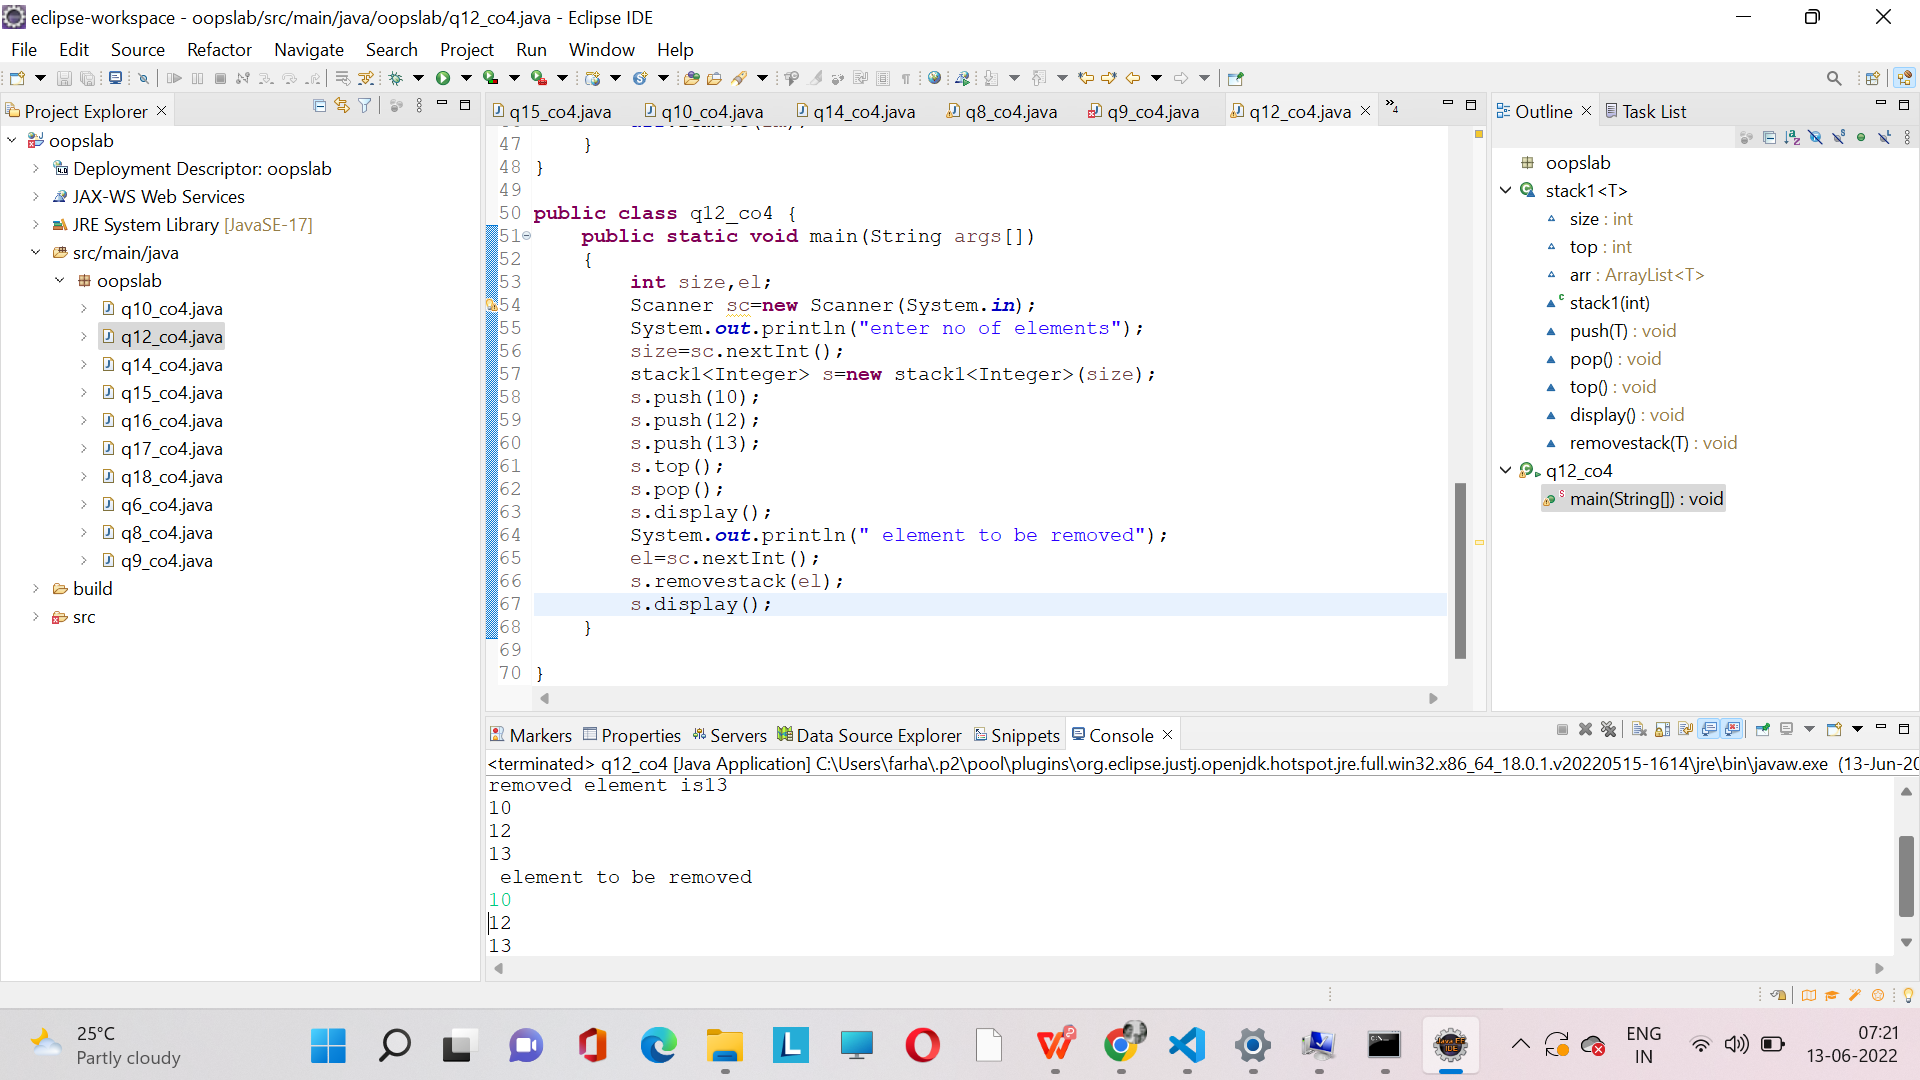 eclipse-workspace - oopslab/src/main/java/oopslab/q12_co4.java - Eclipse IDE
File Edit Source Refactor Navigate Search Project Run Window Help
Project Explorer
oopslab
Deployment Descriptor: oopslab
JAX-WS Web Services
JRE System Library [JavaSE-17]
src/main/java
oopslab
q10_co4.java
q12_co4.java
q14_co4.java
q15_co4.java
q16_co4.java
q17_co4.java
q18_co4.java
q6_co4.java
q8_co4.java
q9_co4.java
build
src
q15_co4.java q10_co4.java q14_co4.java q8_co4.java q9_co4.java q12_co4.java »4
47 }
48 }
49
50 public class q12_co4 {
51 public static void main(String args[])
52 {
53 int size,el;
54 Scanner sc=new Scanner(System.in);
55 System.out.println("enter no of elements");
56 size=sc.nextInt();
57 stack1<Integer> s=new stack1<Integer>(size);
58 s.push(10);
59 s.push(12);
60 s.push(13);
61 s.top();
62 s.pop();
63 s.display();
64 System.out.println(" element to be removed");
65 el=sc.nextInt();
66 s.removestack(el);
67 s.display();
68 }
69
70 }
Outline Task List
oopslab
stack1<T>
size : int
top : int
arr : ArrayList<T>
stack1(int)
push(T) : void
pop() : void
top() : void
display() : void
removestack(T) : void
q12_co4
main(String[]) : void
Markers Properties Servers Data Source Explorer Snippets Console
<terminated> q12_co4 [Java Application] C:\Users\farha\.p2\pool\plugins\org.eclipse.justj.openjdk.hotspot.jre.full.win32.x86_64_18.0.1.v20220515-1614\jre\bin\javaw.exe (13-Jun-20
removed element is13
10
12
13
element to be removed
10
12
13
25°C
Partly cloudy
ENG
IN
07:21
13-06-2022